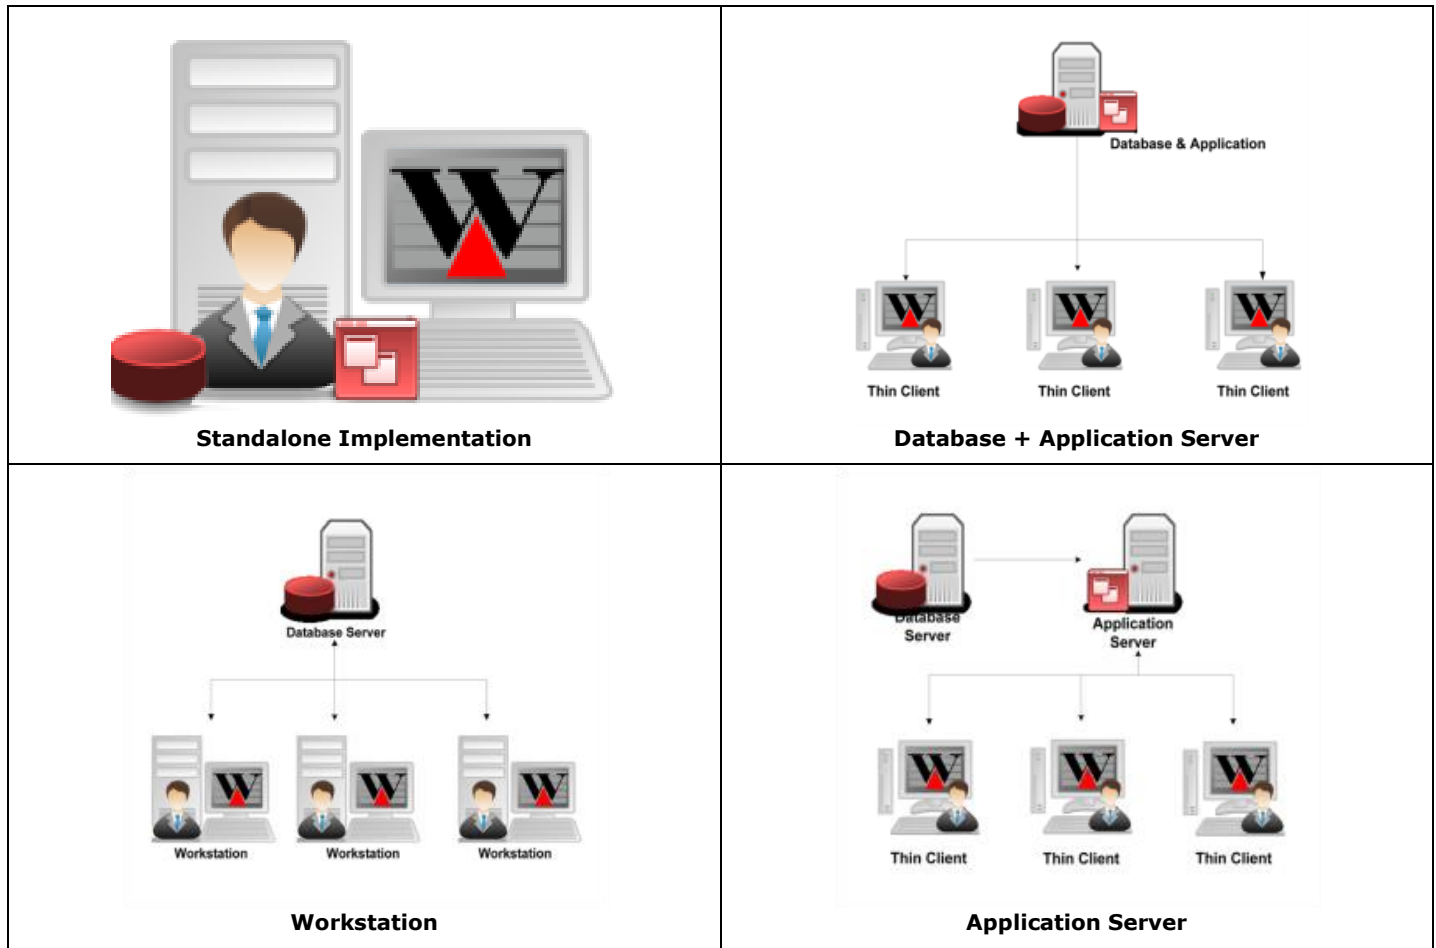 W
Standalone Implementation
Database & Application
W W W
Thin Client Thin Client Thin Client
Database + Application Server
Database Server
W W W
Workstation Workstation Workstation
Workstation
Database
Server
Application
Server
W W W
Thin Client Thin Client Thin Client
Application Server